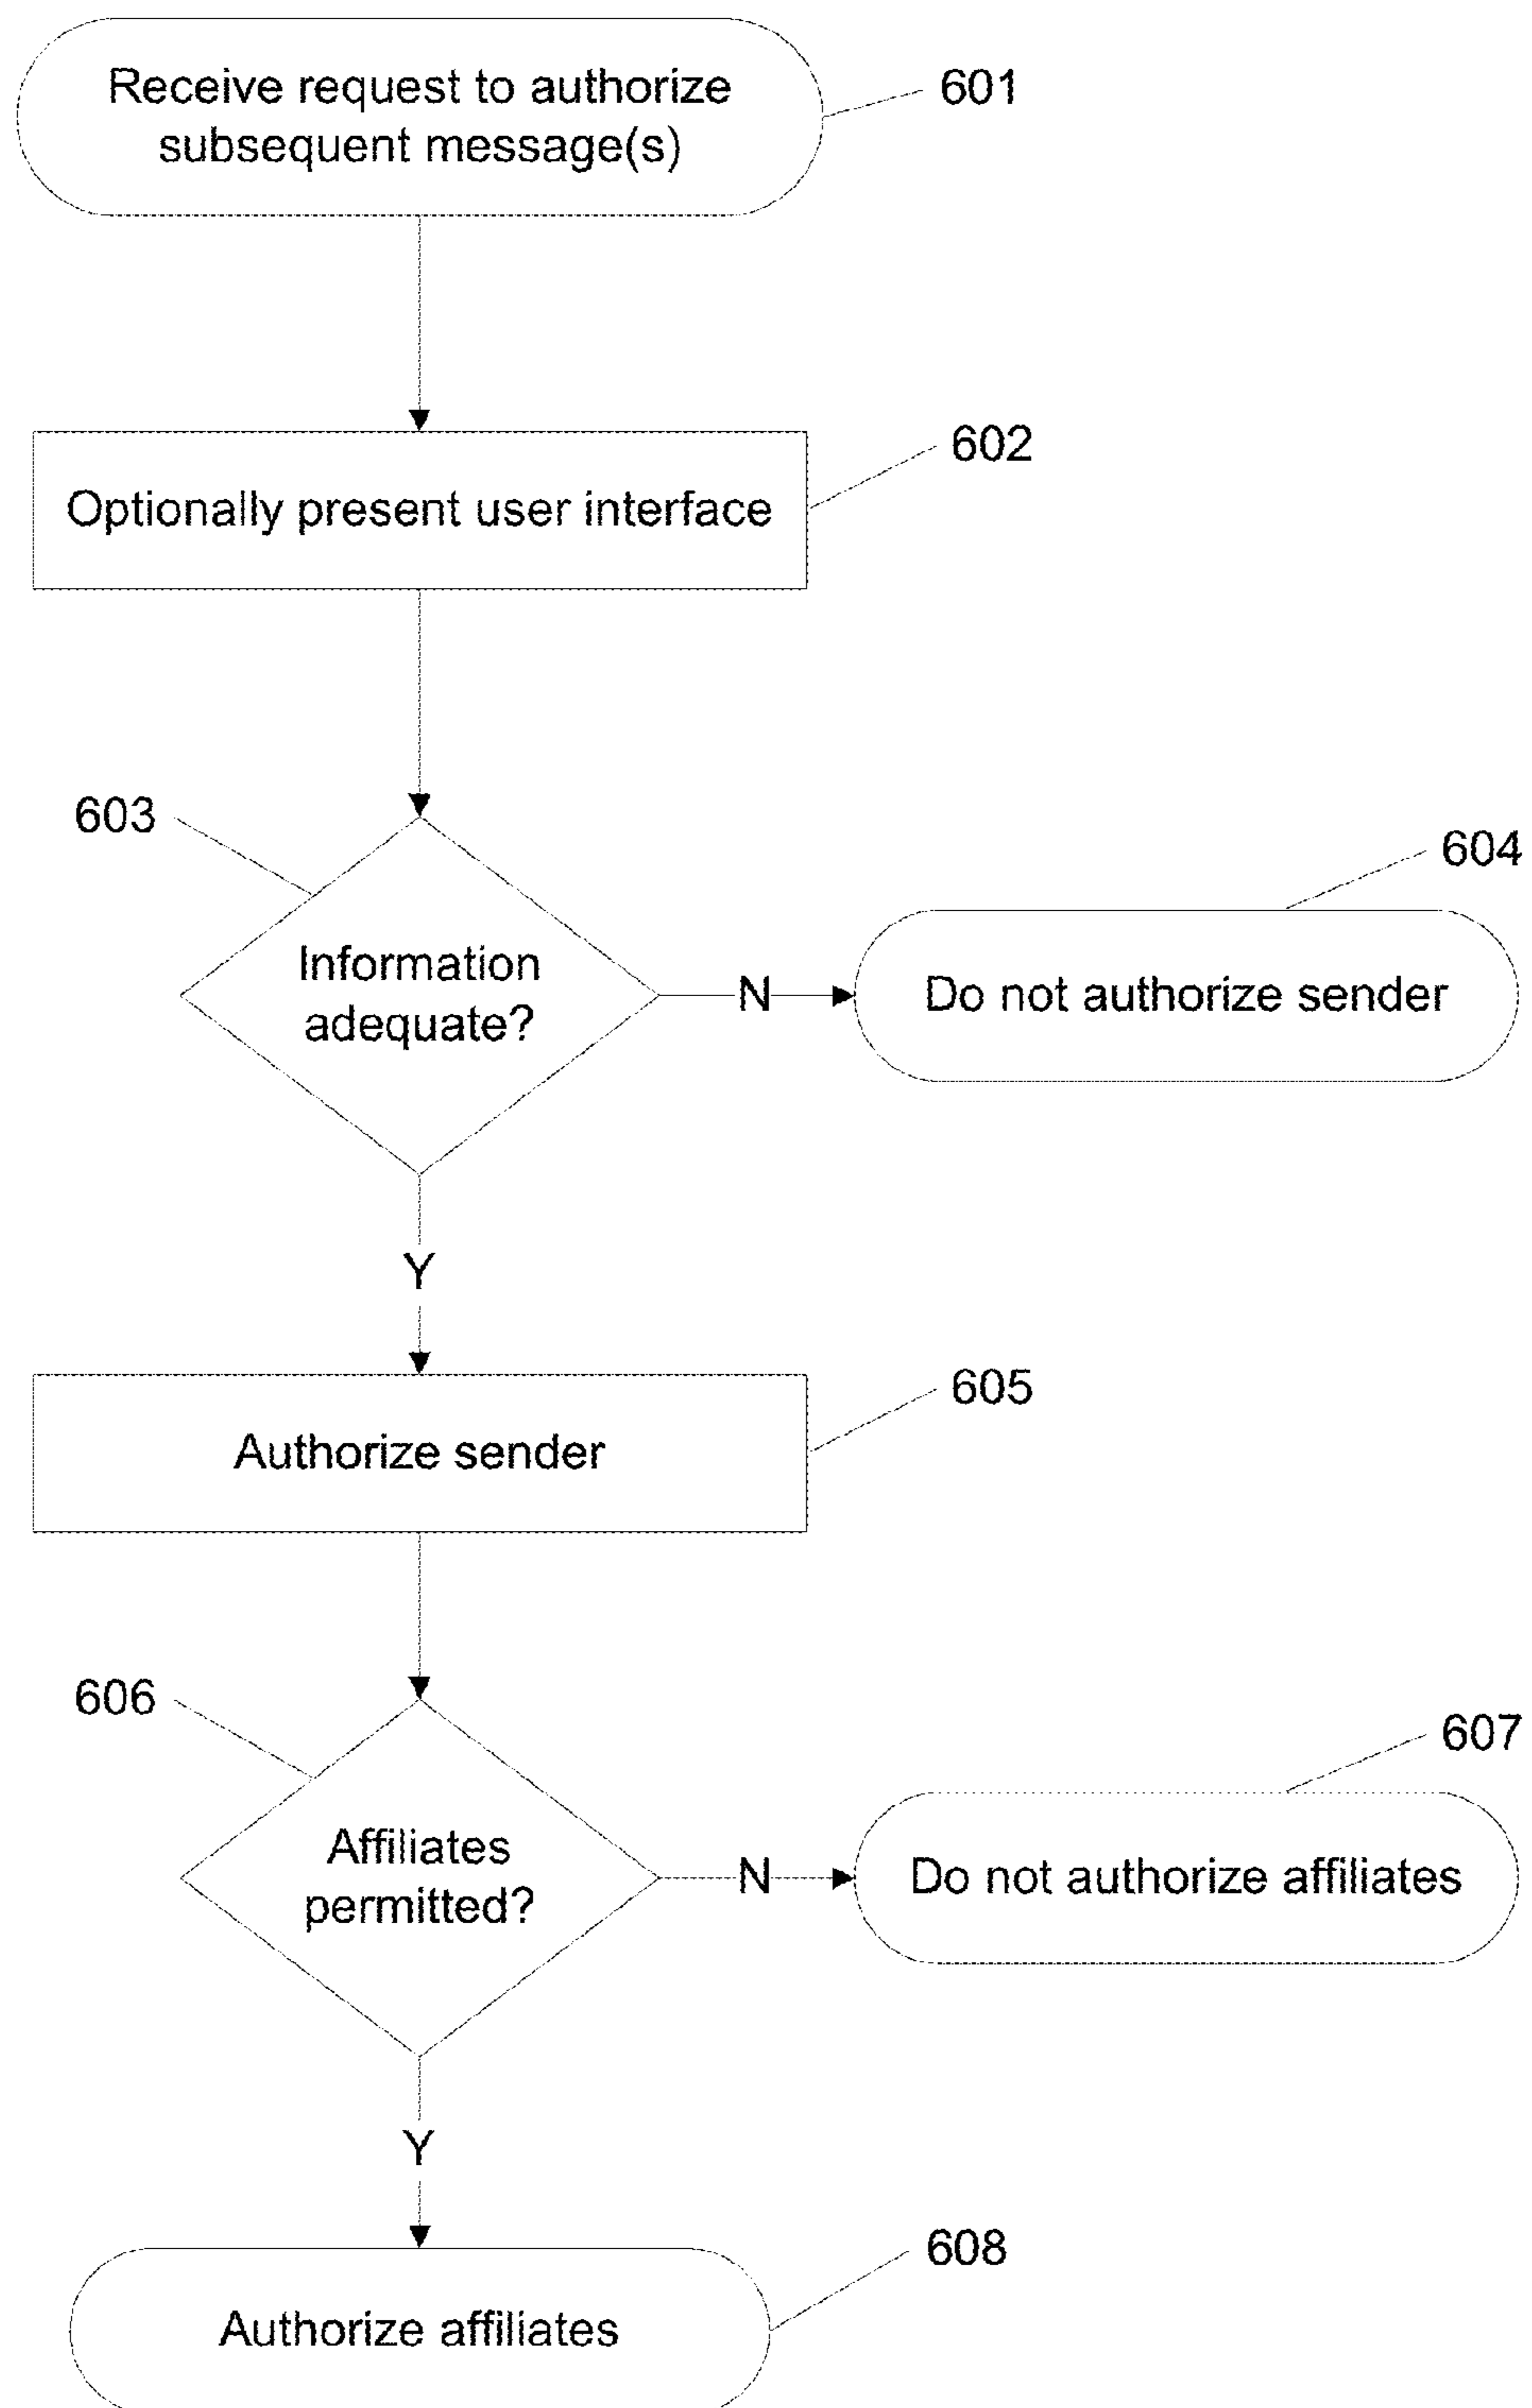 Receive request to authorize
subsequent message(s)
601
602
Optionally present user interface
603
604
Information
adequate?
N
Do not authorize sender
Y
605
Authorize sender
606
607
Affiliates
permitted?
N
Do not authorize affiliates
Y
608
Authorize affiliates